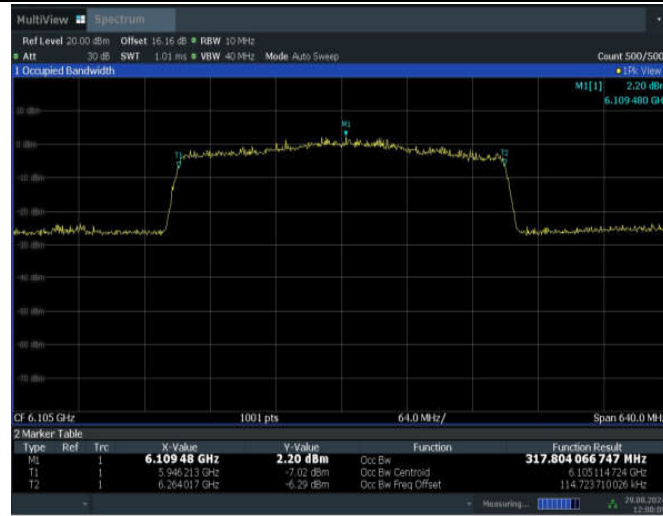 MultiView Spectrum
Ref Level 20.00 dBm Offset 16.16 dB RBW 10 MHz
Att 30 dB SWT 1.01 ms VBW 40 MHz Mode Auto Sweep Count 500/500
1 Occupied Bandwidth 1Pk View
M1[1] 2.20 dBm
6.109 480 GH
10 dBm
M1
0 dBm
T1 T2
-10 dBm
-20 dBm
-30 dBm
-40 dBm
-50 dBm
-60 dBm
-70 dBm
CF 6.105 GHz 1001 pts 64.0 MHz/ Span 640.0 MHz
2 Marker Table
Type Ref Trc X-Value Y-Value Function Function Result
M1 1 6.109 48 GHz 2.20 dBm Occ Bw 317.804 066 747 MHz
T1 1 5.946 213 GHz -7.02 dBm Occ Bw Centroid 6.105 114 724 GHz
T2 1 6.264 017 GHz -6.29 dBm Occ Bw Freq Offset 114.723 710 026 kHz
Measuring... 29.08.202